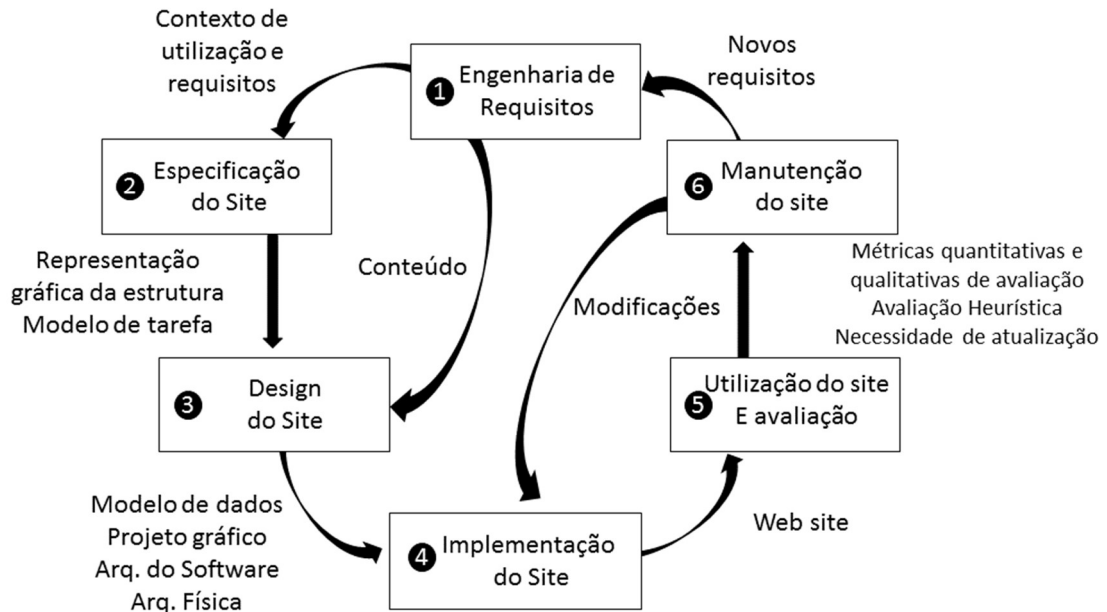 Contexto de
utilização e
requisitos
1
Engenharia de
Requisitos
Novos
requisitos
2
Especificação
do Site
6
Manutenção
do site
Representação
gráfica da estrutura
Modelo de tarefa
Conteúdo
Modificações
Métricas quantitativas e
qualitativas de avaliação
Avaliação Heurística
Necessidade de atualização
3
Design
do Site
5
Utilização do site
E avaliação
Modelo de dados
Projeto gráfico
Arq. do Software
Arq. Física
4
Implementação
do Site
Web site